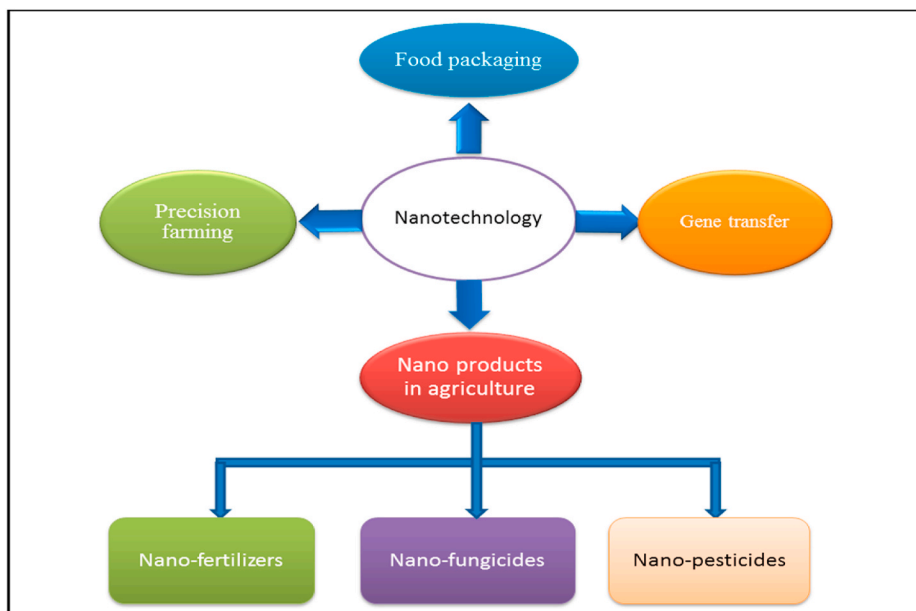 Food packaging
Precision
farming
Nanotechnology
Gene transfer
Nano products
in agriculture
Nano-fertilizers
Nano-fungicides
Nano-pesticides